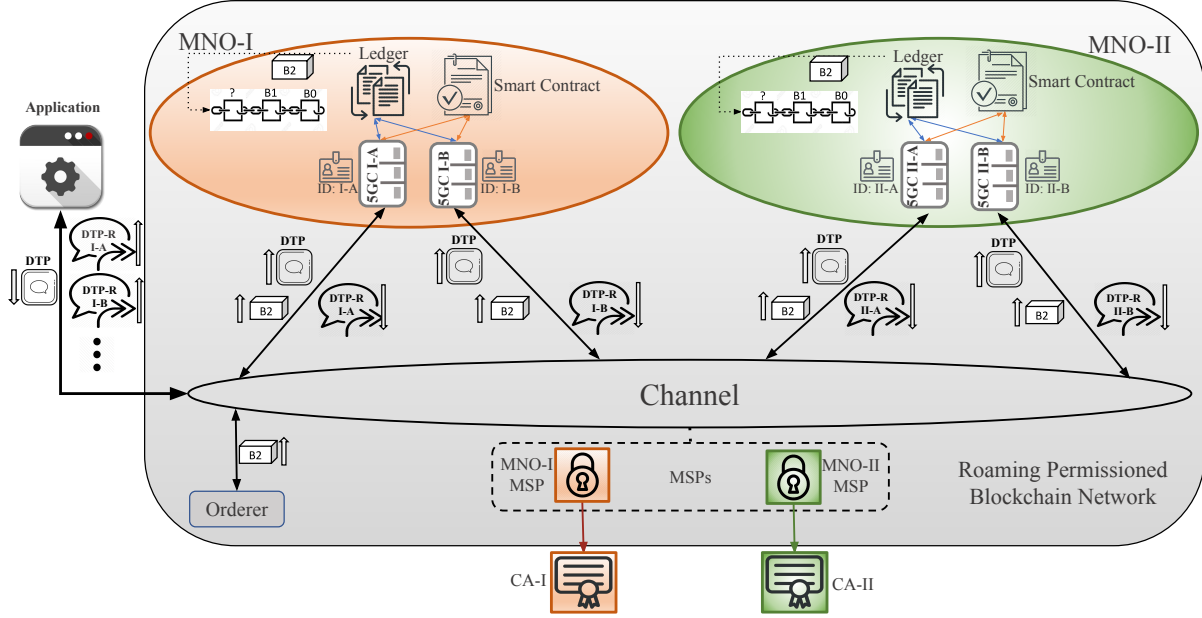 MNO-I
B2
Ledger
Smart Contract
? B1 B0
5GC I-A
5GC I-B
ID: I-A
ID: I-B
MNO-II
B2
Ledger
Smart Contract
? B1 B0
5GC II-A
5GC II-B
ID: II-A
ID: II-B
Application
DTP-R
I-A
DTP
DTP-R
I-B
DTP
B2
DTP-R
I-A
DTP
B2
DTP-R
I-B
DTP
B2
DTP-R
II-A
DTP
B2
DTP-R
II-B
Channel
B2
Orderer
MNO-I
MSP
MSPs
MNO-II
MSP
Roaming Permissioned
Blockchain Network
CA-I
CA-II